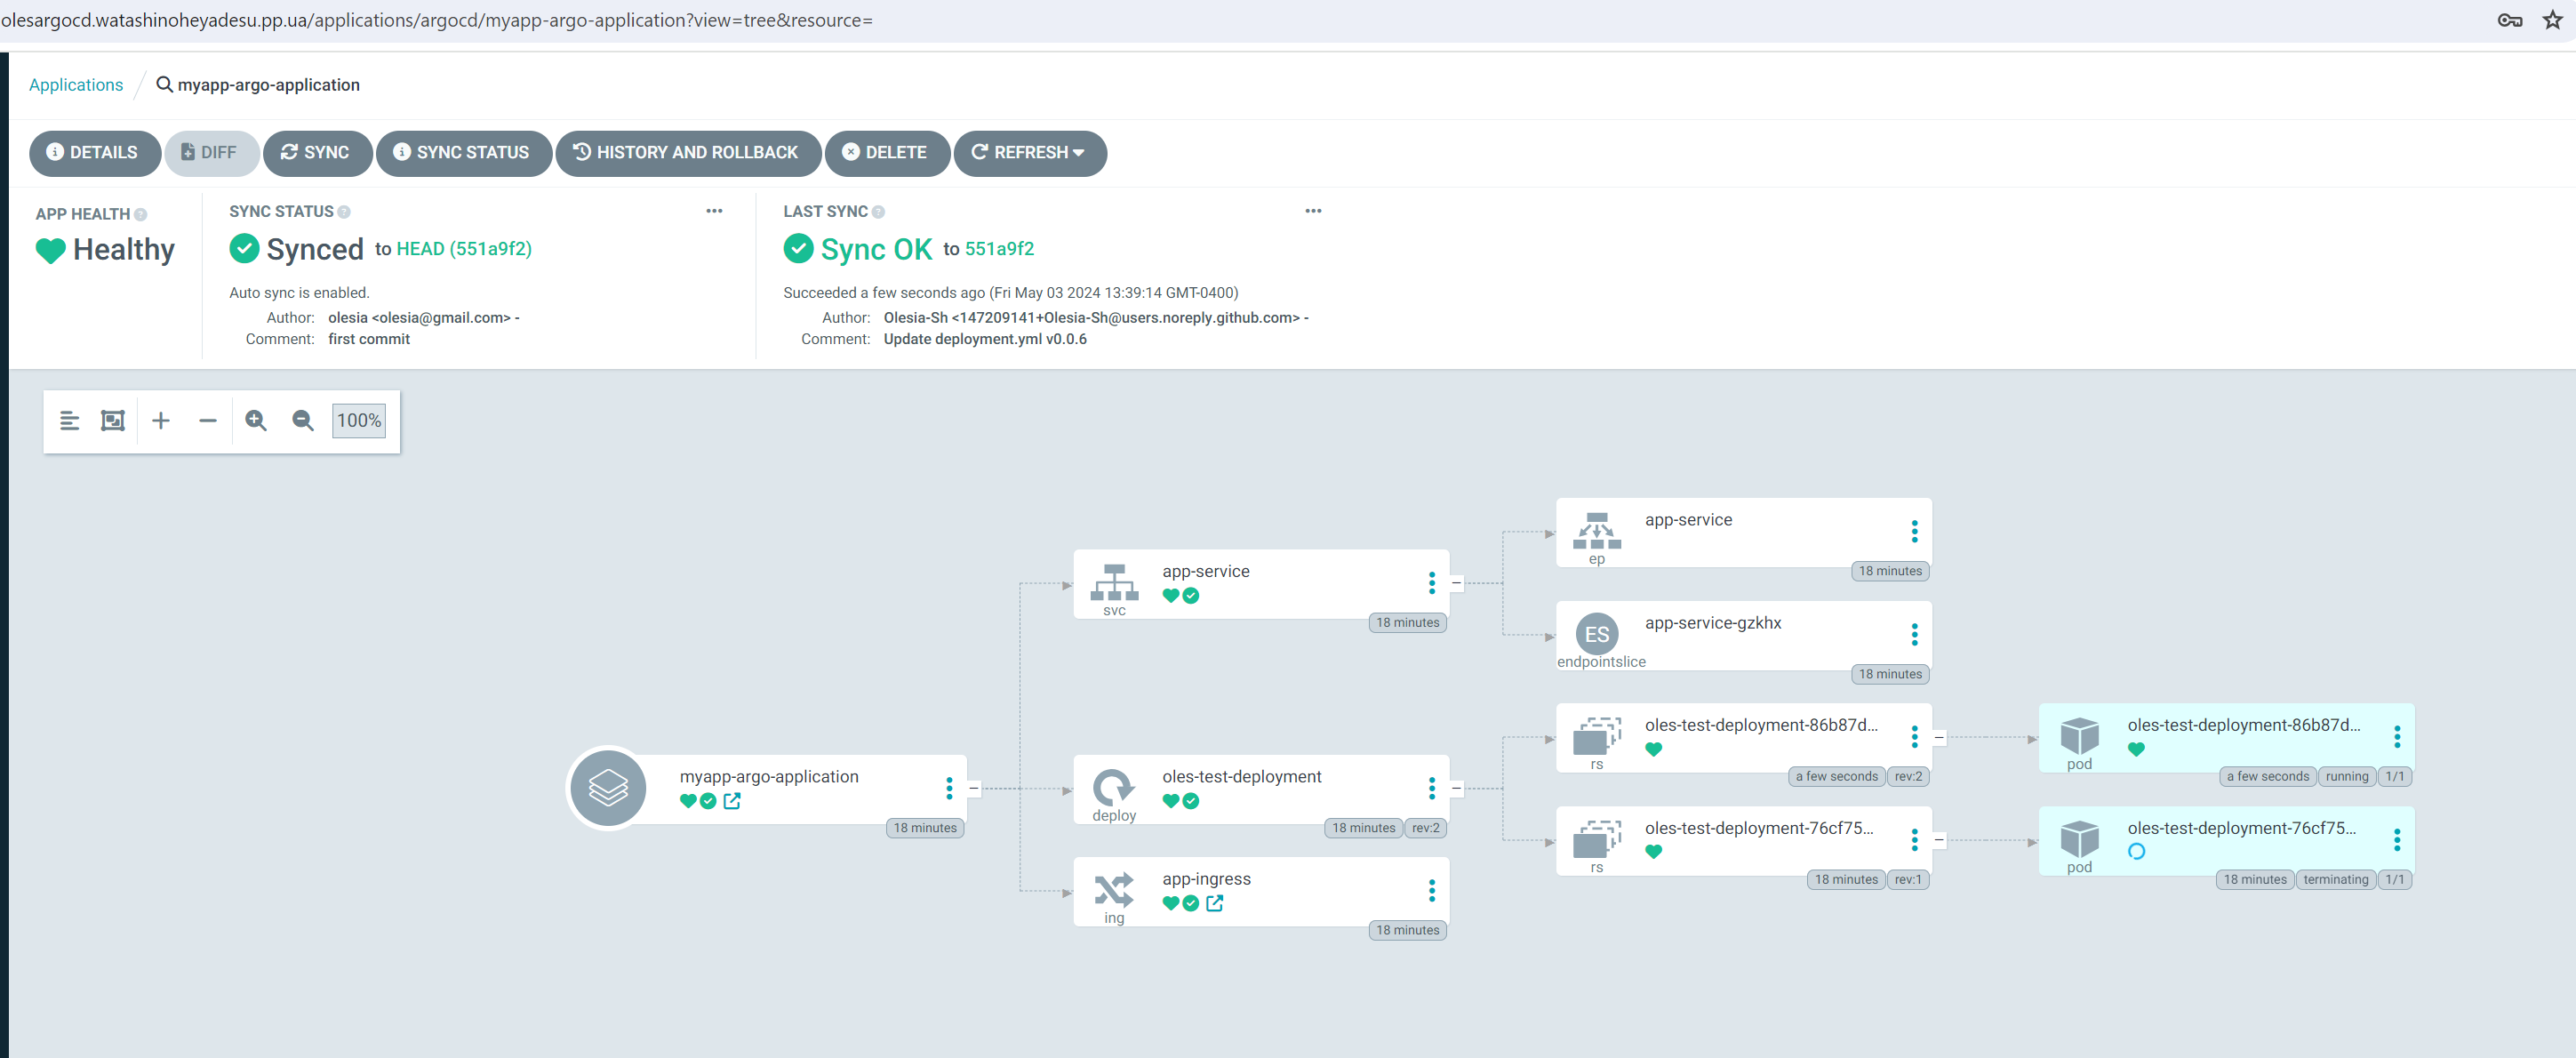 olesargocd.watashinoheyadesu.pp.ua/applications/argocd/myapp-argo-application?view=tree&resource=
Applications / myapp-argo-application
DETAILS DIFF SYNC SYNC STATUS HISTORY AND ROLLBACK DELETE REFRESH
APP HEALTH
Healthy
SYNC STATUS
Synced to HEAD (551a9f2)
Auto sync is enabled.
Author: olesia <olesia@gmail.com> -
Comment: first commit
LAST SYNC
Sync OK to 551a9f2
Succeeded a few seconds ago (Fri May 03 2024 13:39:14 GMT-0400)
Author: Olesia-Sh <147209141+Olesia-Sh@users.noreply.github.com> -
Comment: Update deployment.yml v0.0.6
100%
myapp-argo-application
18 minutes
app-service
svc
18 minutes
oles-test-deployment
deploy
18 minutes rev:2
app-ingress
ing
18 minutes
app-service
ep
18 minutes
ES
app-service-gzkhx
endpointslice
18 minutes
oles-test-deployment-86b87d...
rs
a few seconds rev:2
oles-test-deployment-76cf75...
rs
18 minutes rev:1
oles-test-deployment-86b87d...
pod
a few seconds running 1/1
oles-test-deployment-76cf75...
pod
18 minutes terminating 1/1